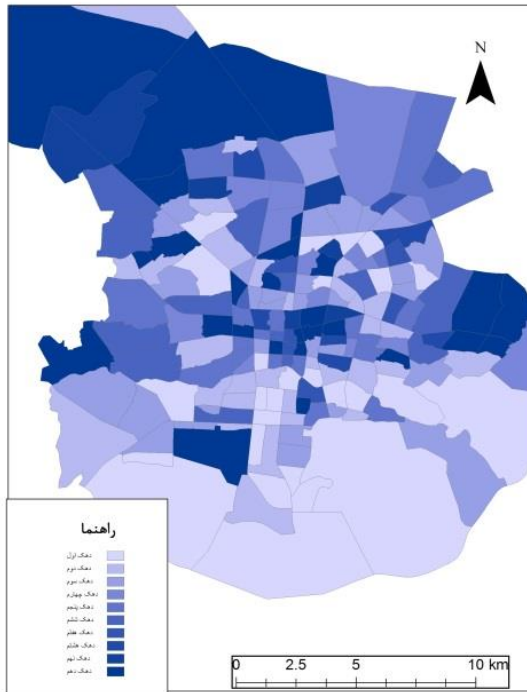 N
راهنما
دهک اول
دهک دوم
دهک سوم
دهک چهارم
دهک پنجم
دهک ششم
دهک هفتم
دهک هشتم
دهک نهم
دهک دهم
0 2.5 5 10 km